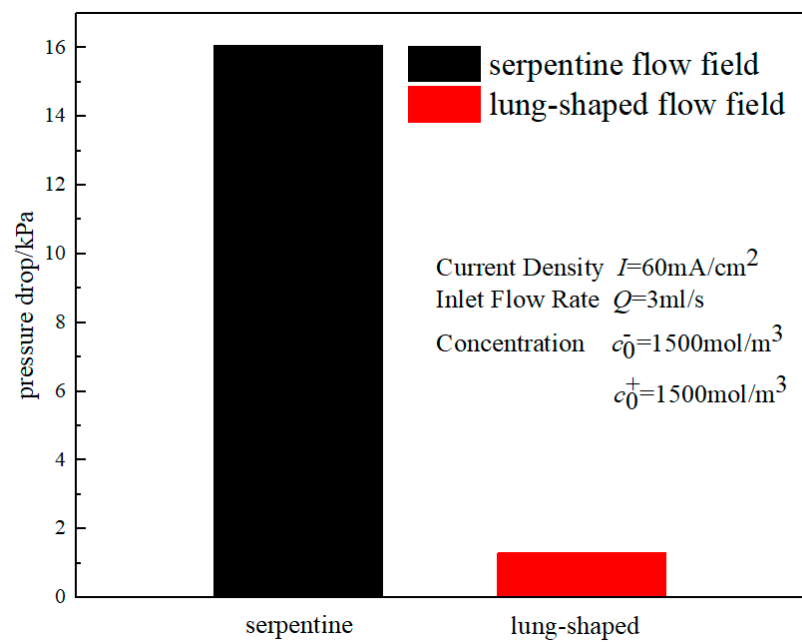 16
14
12
10
8
6
4
2
0
pressure drop/kPa
serpentine flow field
lung-shaped flow field
Current Density I=60mA/cm²
Inlet Flow Rate Q=3ml/s
Concentration c₀⁻=1500mol/m³
c₀⁺=1500mol/m³
serpentine
lung-shaped